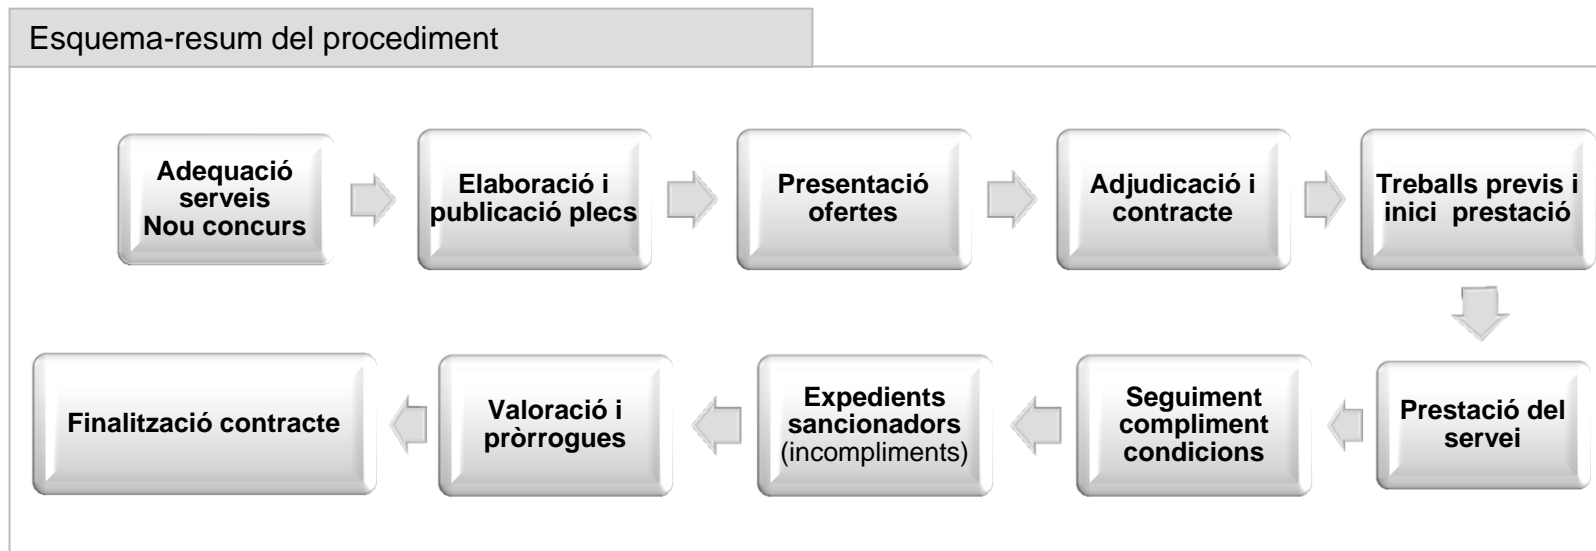 Esquema-resum del procediment
Adequació
serveis
Nou concurs
Elaboració i
publicació plecs
Presentació
ofertes
Adjudicació i
contracte
Treballs previs i
inici prestació
Finalització contracte
Valoració i
pròrrogues
Expedients
sancionadors
(incompliments)
Seguiment
compliment
condicions
Prestació del
servei